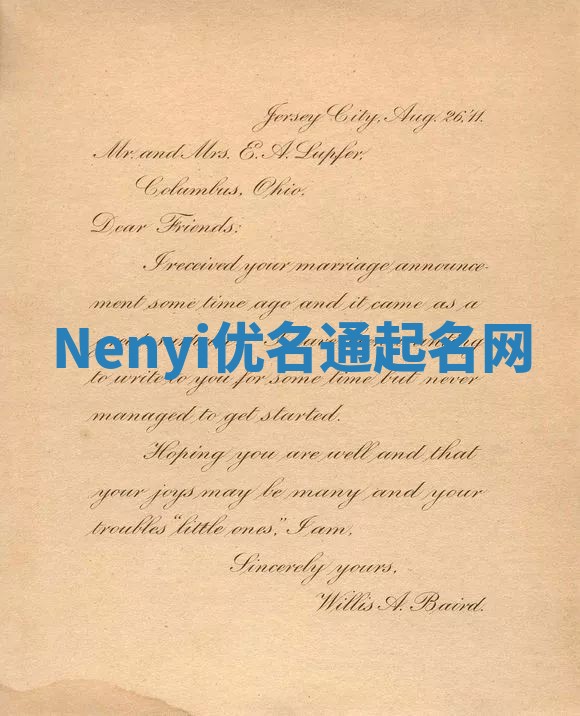 Jersey City, Aug. 26, '11.
Mr. and Mrs. E. A. Lupfer,
Columbus, Ohio.
Dear Friends:
I received your marriage announce-
ment some time ago and it came as a
Nenyi优名通起名网
to write to you for some time but never
managed to get started.
Hoping you are well and that
your joys may be many and your
troubles "little ones," I am,
Sincerely yours,
Willis A. Baird.